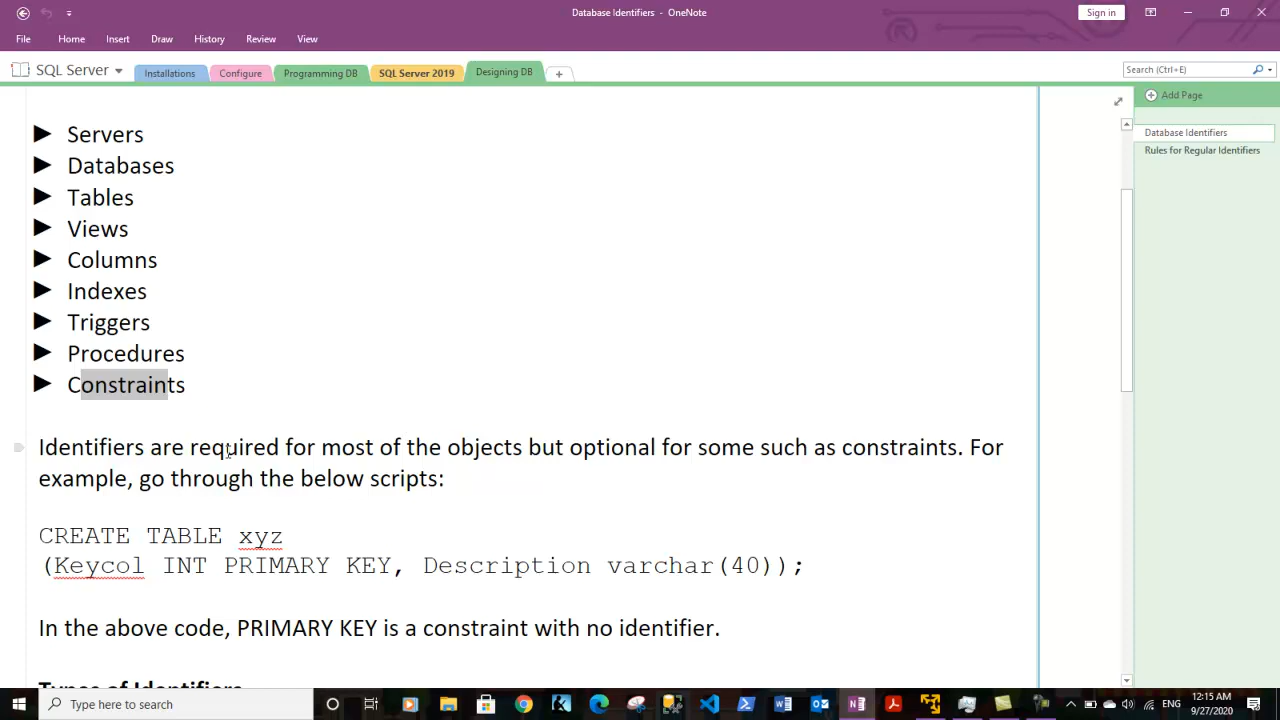 Database Identifiers - OneNote
Sign in
File Home Insert Draw History Review View
SQL Server Installations Configure Programming DB SQL Server 2019 Designing DB
Search (Ctrl+E)
Add Page
Database Identifiers
Rules for Regular Identifiers
► Servers
► Databases
► Tables
► Views
► Columns
► Indexes
► Triggers
► Procedures
► Constraints
Identifiers are required for most of the objects but optional for some such as constraints. For
example, go through the below scripts:
CREATE TABLE xyz
(Keycol INT PRIMARY KEY, Description varchar(40));
In the above code, PRIMARY KEY is a constraint with no identifier.
Types of Identifiers
Type here to search
ENG
12:15 AM
9/27/2020